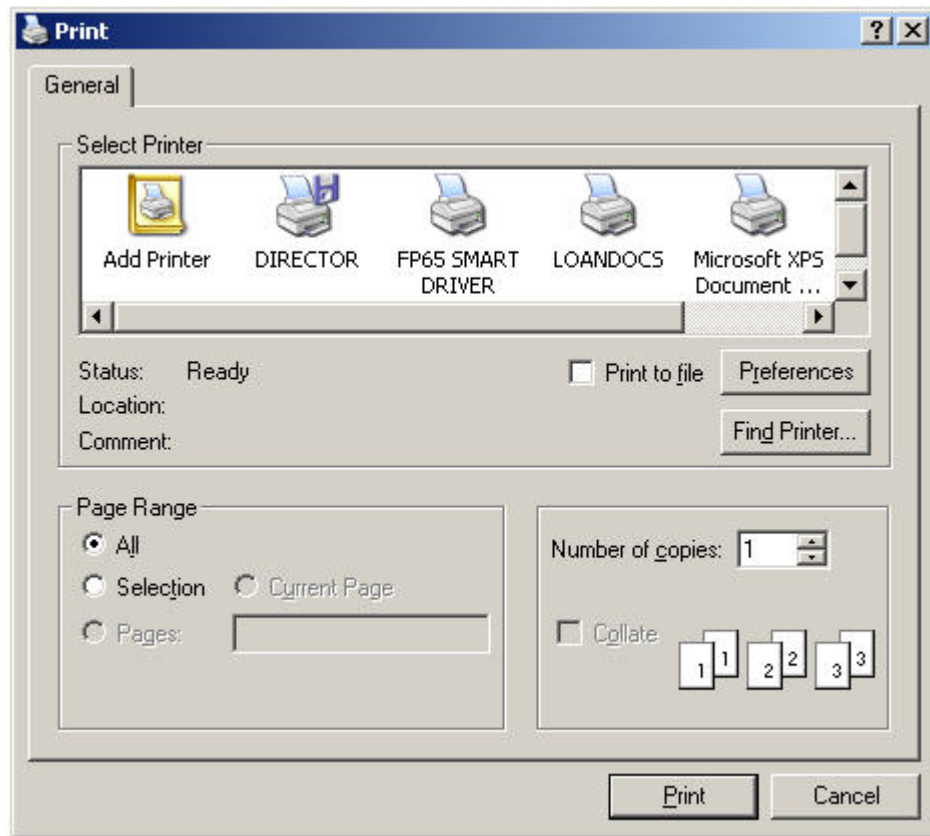 Print
General
Select Printer
Add Printer DIRECTOR FP65 SMART DRIVER LOANDOCS Microsoft XPS Document ...
Status: Ready
Print to file
Preferences
Location:
Comment:
Find Printer...
Page Range
All
Selection Current Page
Pages:
Number of copies: 1
Collate
1 1 2 2 3 3
Print Cancel